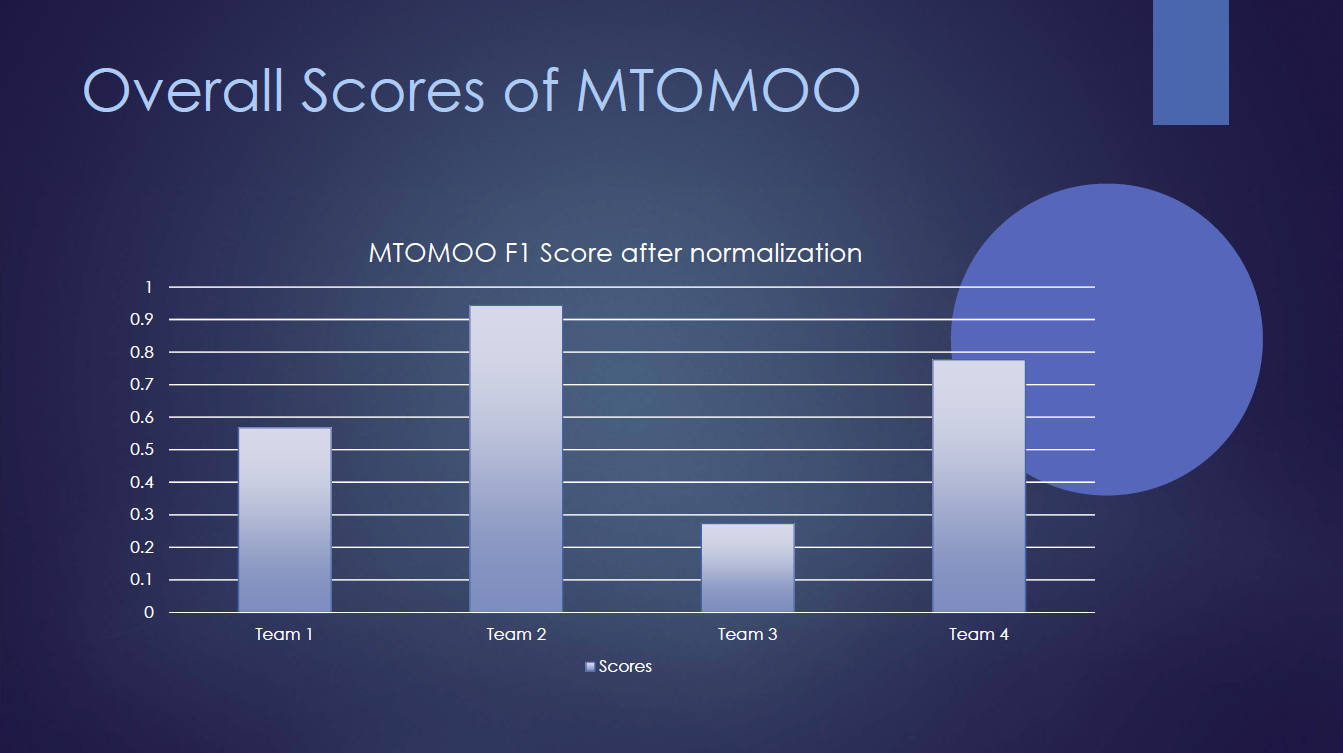 Overall Scores of MTOMOO
MTOMOO F1 Score after normalization
1
0.9
0.8
0.7
0.6
0.5
0.4
0.3
0.2
0.1
0
Team 1 Team 2 Team 3 Team 4
Scores